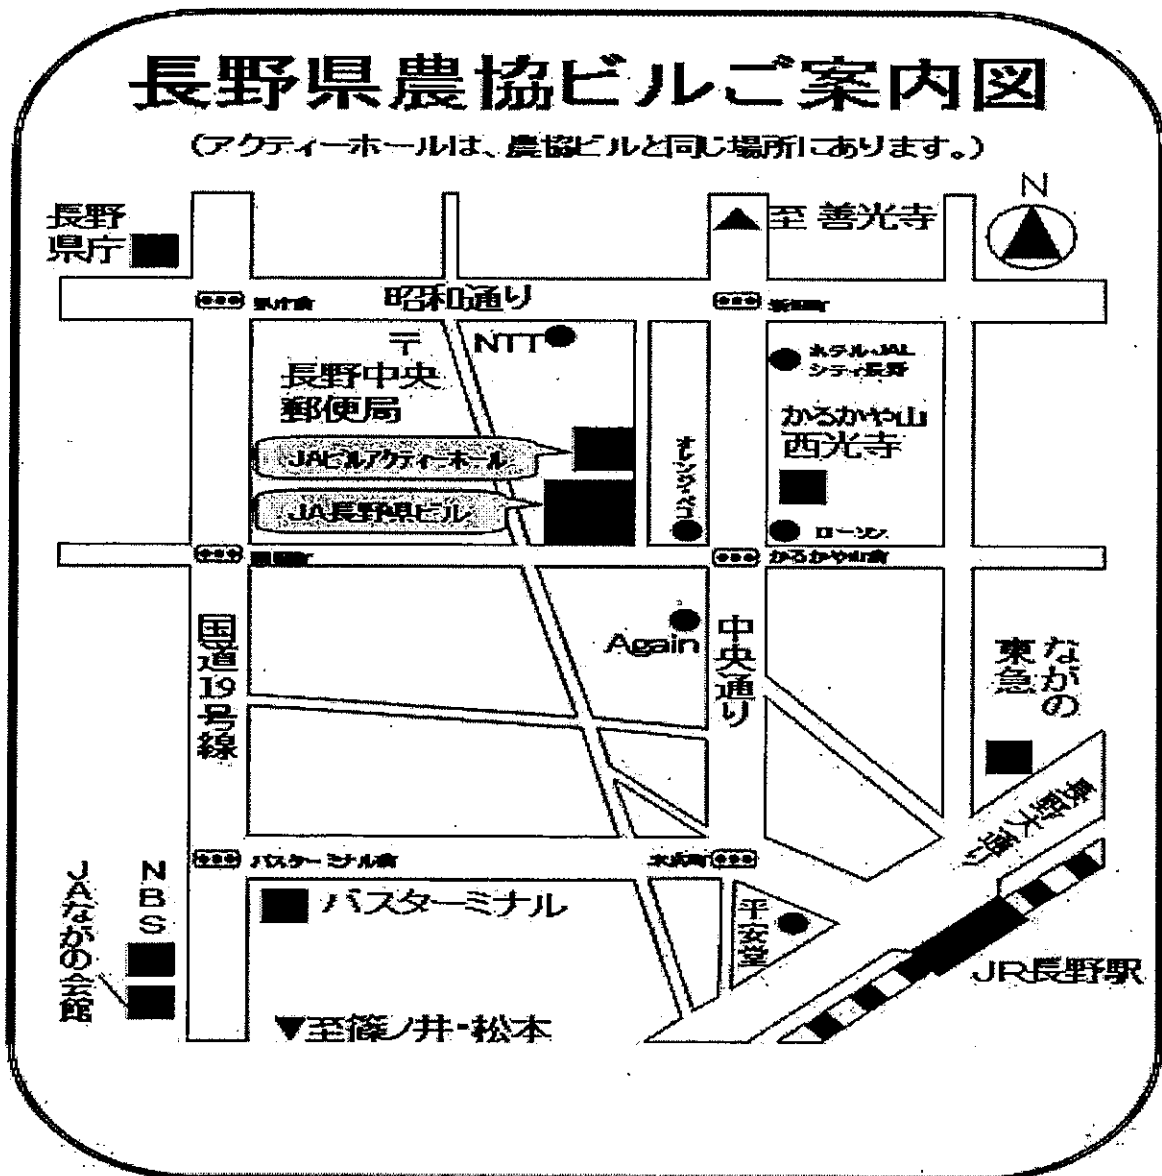 長野県農協ビルご案内図
(アクティーホールは、農協ビルと同じ場所にあります。)
N
長野
県庁
至 善光寺
昭和通り
新田町
〒
長野中央
郵便局
NTT
ホテル・JAL
シティ長野
かるかや山
西光寺
JAビルアクティーホール
JA長野県ビル
ローソン
かるかや山前
国道19号線
Again
中央通り
ながの
東急
長野大通り
バスターミナル前
末広町
バスターミナル
NBS
JAながの会館
平安堂
JR長野駅
▼至篠ノ井・松本